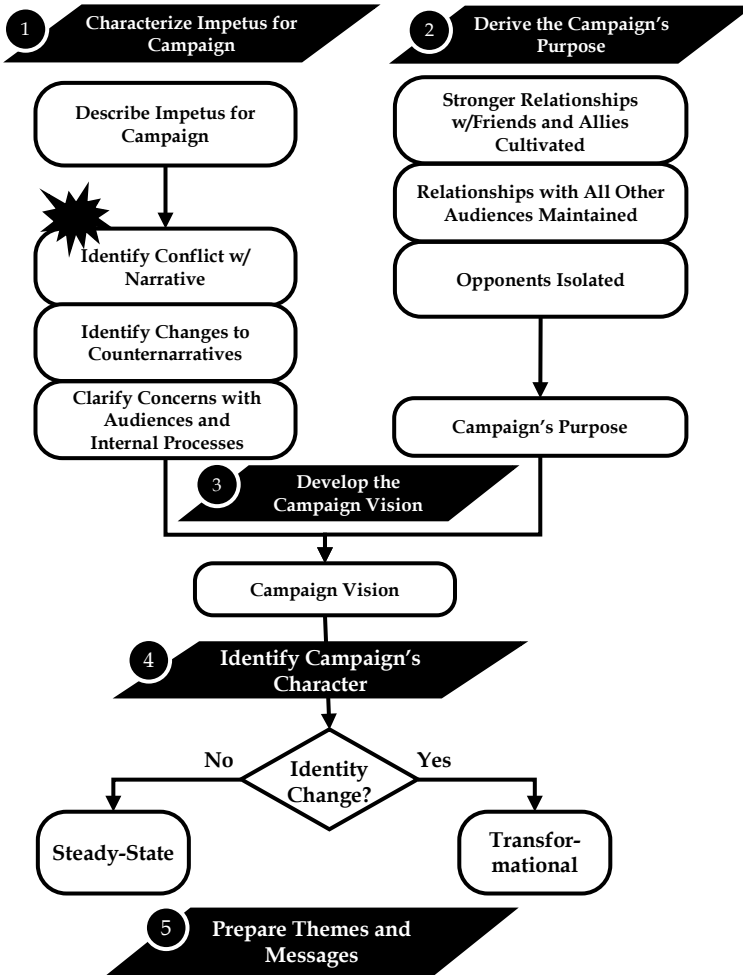 1
Characterize Impetus for
Campaign
Describe Impetus for
Campaign
Identify Conflict w/
Narrative
Identify Changes to
Counternarratives
Clarify Concerns with
Audiences and
Internal Processes
2
Derive the Campaign's
Purpose
Stronger Relationships
w/Friends and Allies
Cultivated
Relationships with All Other
Audiences Maintained
Opponents Isolated
Campaign's Purpose
3
Develop the
Campaign Vision
Campaign Vision
4
Identify Campaign's
Character
No
Identity
Change?
Yes
Steady-State
Transfor-
mational
5
Prepare Themes and
Messages